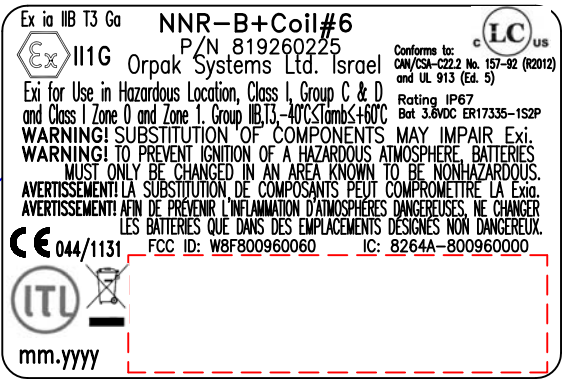 Ex ia IIB T3 Ga
NNR-B+Coil#6
c LC us
Ex II1G
P/N 819260225
Orpak Systems Ltd. Israel
Conforms to:
CAN/CSA-C22.2 No. 157-92 (R2012)
and UL 913 (Ed. 5)
Exi for Use in Hazardous Location, Class I, Group C & D
and Class I Zone 0 and Zone 1. Group IIB,T3,-40°C≤Tamb≤+60°C
Rating IP67
Bat 3.6VDC ER17335-1S2P
WARNING! SUBSTITUTION OF COMPONENTS MAY IMPAIR Exi.
WARNING! TO PREVENT IGNITION OF A HAZARDOUS ATMOSPHERE, BATTERIES
MUST ONLY BE CHANGED IN AN AREA KNOWN TO BE NONHAZARDOUS.
AVERTISSEMENT! LA SUBSTITUTION DE COMPOSANTS PEUT COMPROMETTRE LA Exia.
AVERTISSEMENT! AFIN DE PRÉVENIR L'INFLAMMATION D'ATMOSPHÈRES DANGEREUSES, NE CHANGER
LES BATTERIES QUE DANS DES EMPLACEMENTS DÉSIGNÉS NON DANGEREUX.
CE 044/1131
FCC ID: W8F800960060
IC: 8264A-800960000
ITL
mm.yyyy